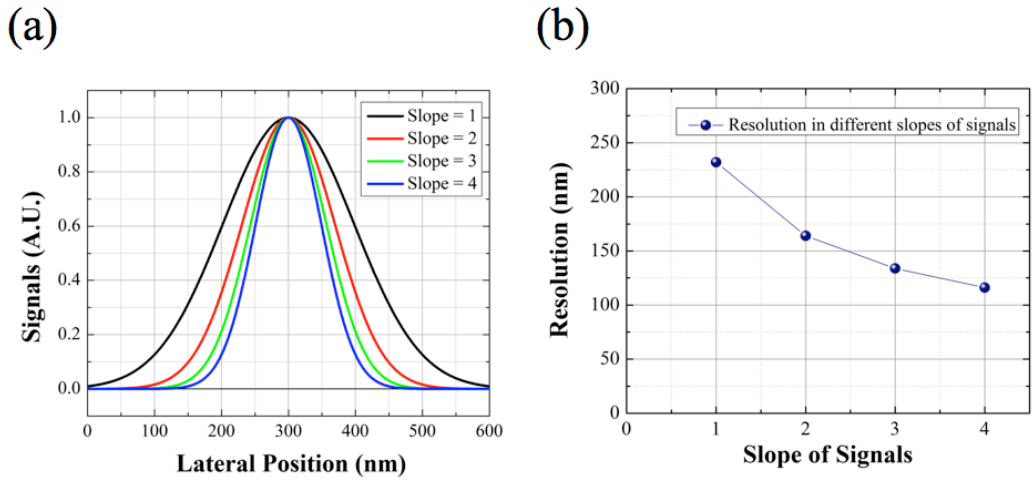 (a)
(b)
Signals (A.U.)
1.0
0.8
0.6
0.4
0.2
0.0
Slope = 1
Slope = 2
Slope = 3
Slope = 4
0 100 200 300 400 500 600
Lateral Position (nm)
Resolution (nm)
300
250
200
150
100
50
0
Resolution in different slopes of signals
0 1 2 3 4
Slope of Signals